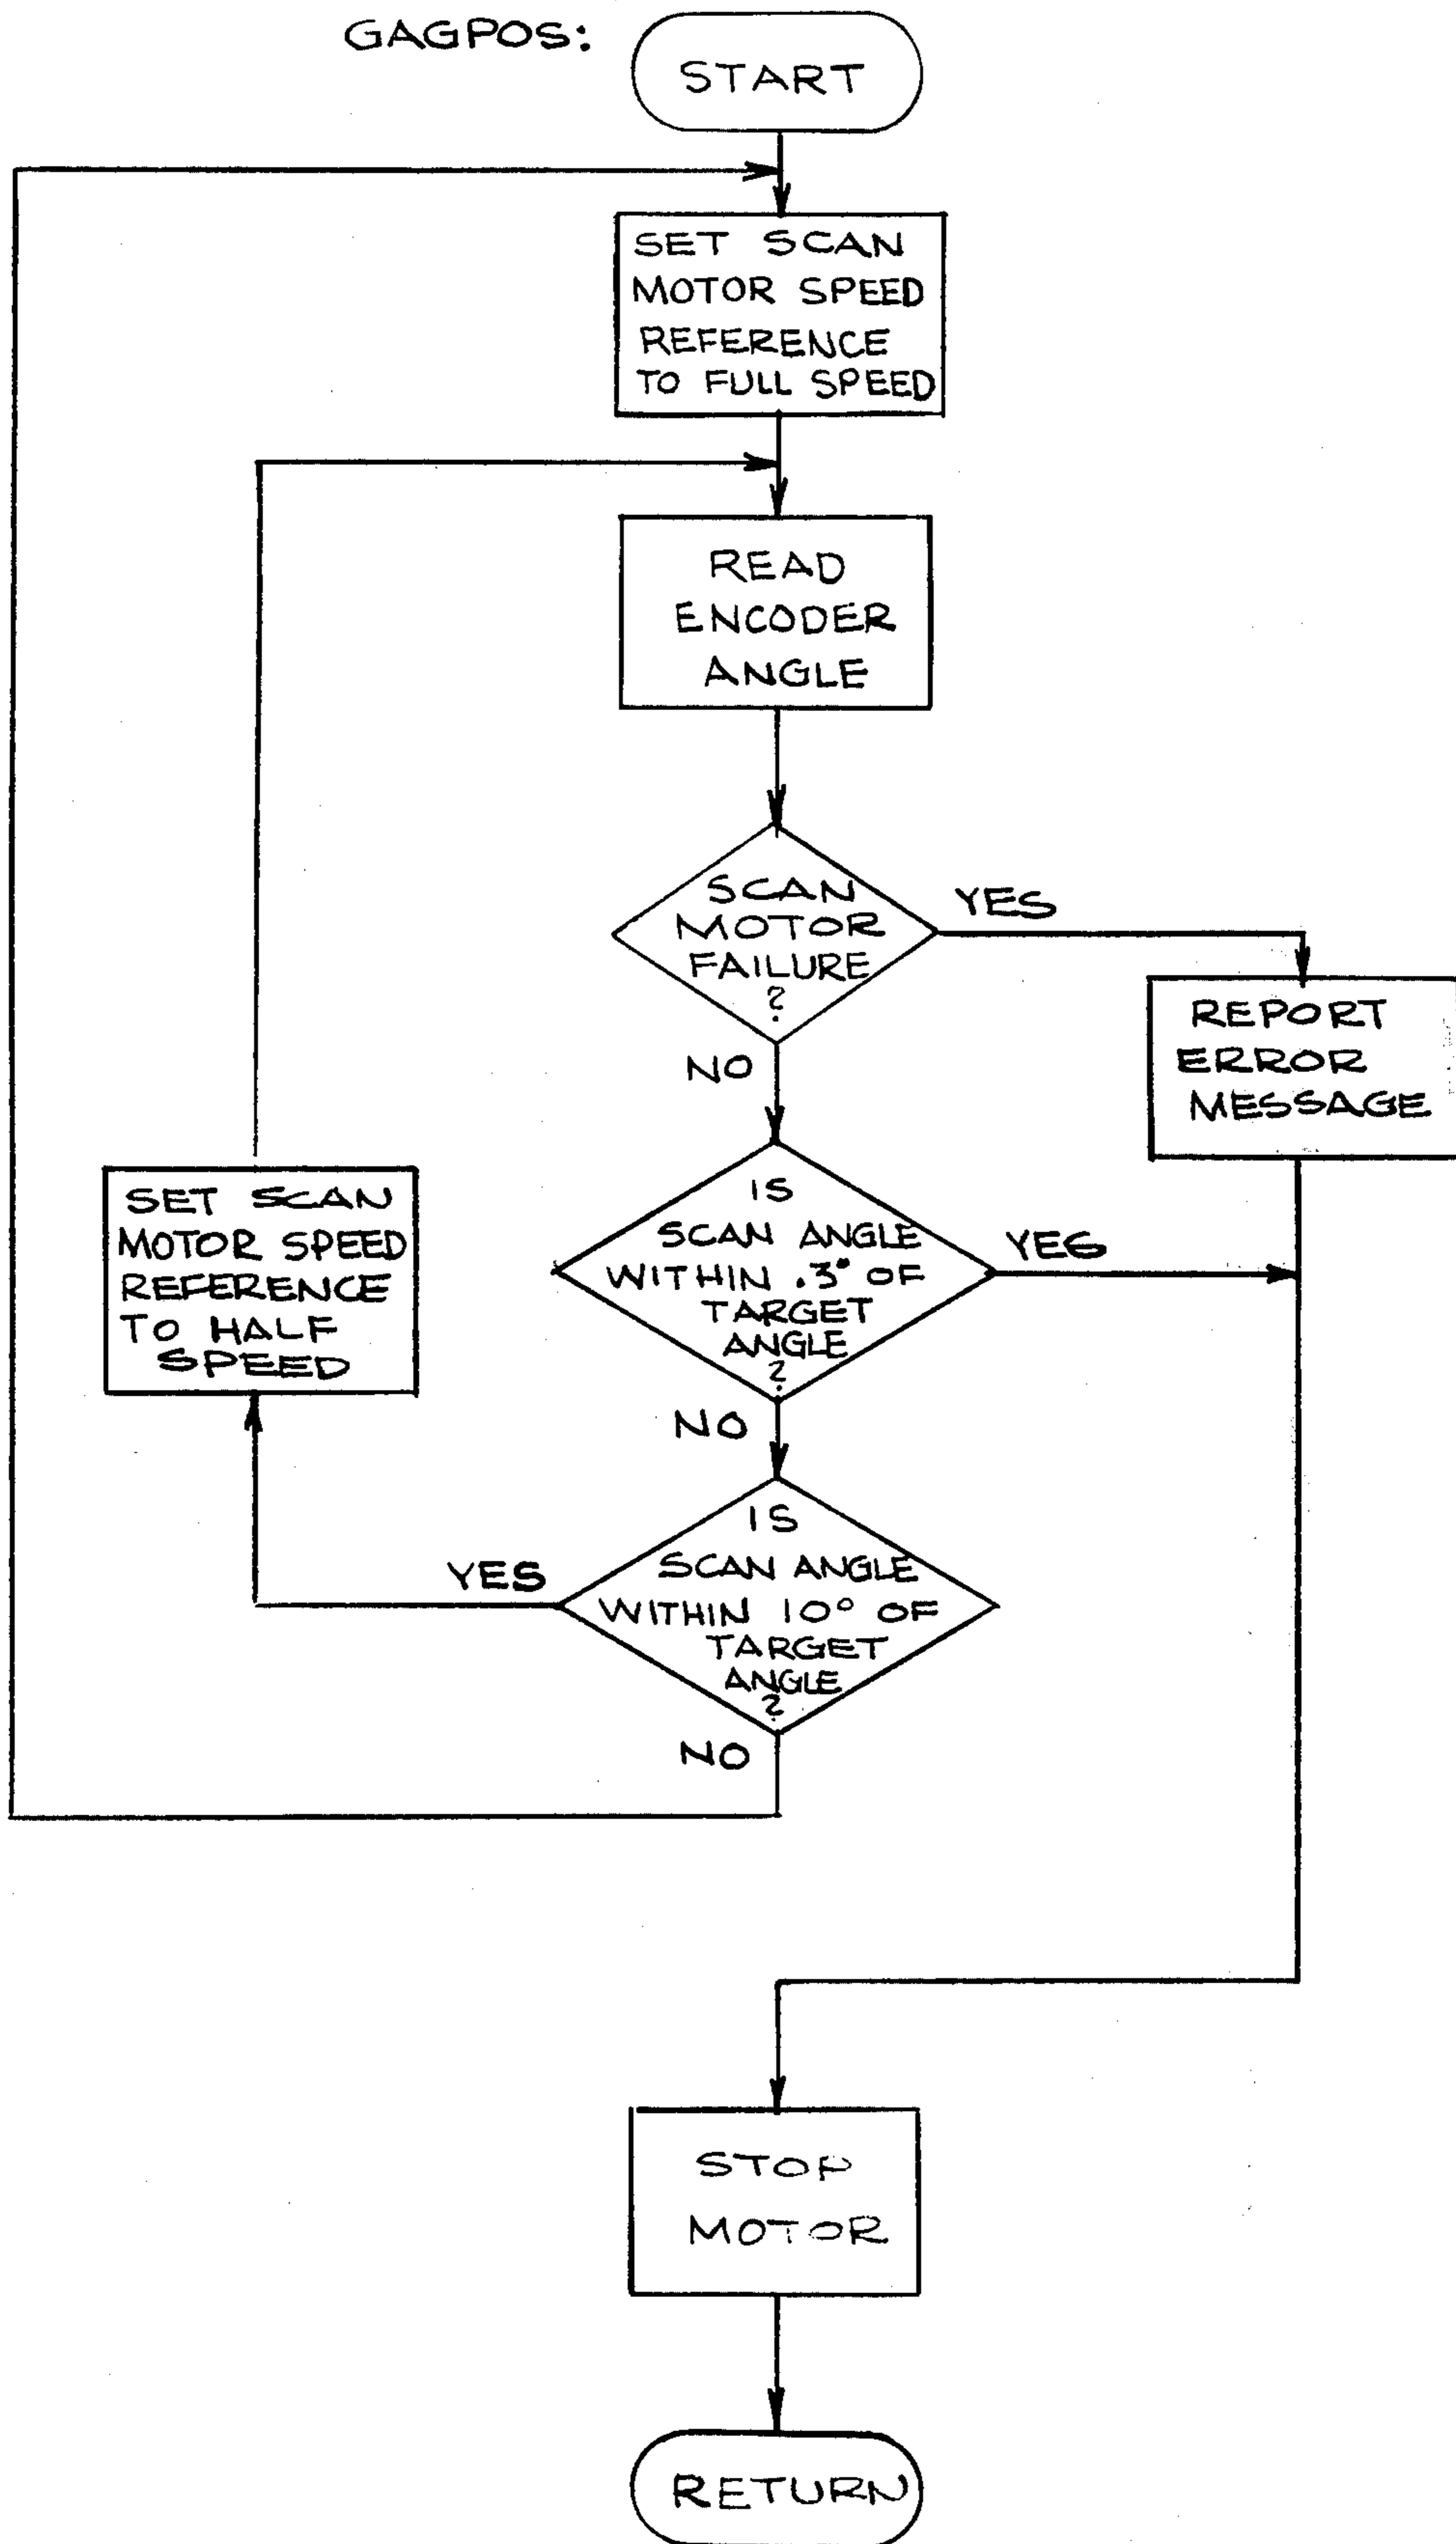 GAGPOS:
START
SET SCAN
MOTOR SPEED
REFERENCE
TO FULL SPEED
READ
ENCODER
ANGLE
SCAN
MOTOR
FAILURE
?
YES
NO
REPORT
ERROR
MESSAGE
IS
SCAN ANGLE
WITHIN .3° OF
TARGET
ANGLE
?
YES
NO
SET SCAN
MOTOR SPEED
REFERENCE
TO HALF
SPEED
IS
SCAN ANGLE
WITHIN 10° OF
TARGET
ANGLE
?
YES
NO
STOP
MOTOR
RETURN